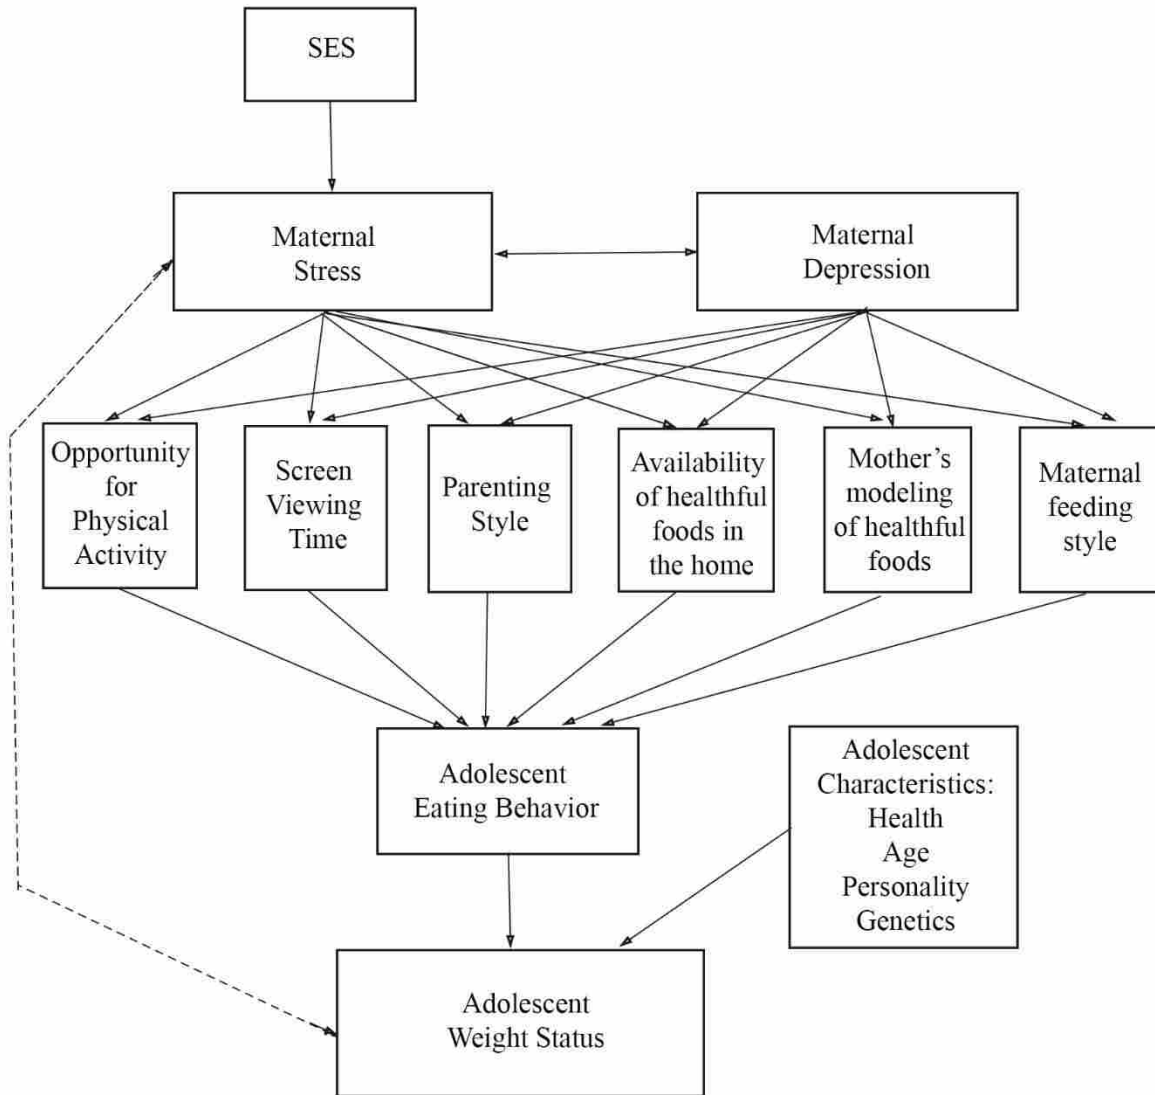 SES
Maternal
Stress
Maternal
Depression
Opportunity
for
Physical
Activity
Screen
Viewing
Time
Parenting
Style
Availability
of healthful
foods in
the home
Mother’s
modeling
of healthful
foods
Maternal
feeding
style
Adolescent
Eating Behavior
Adolescent
Characteristics:
Health
Age
Personality
Genetics
Adolescent
Weight Status